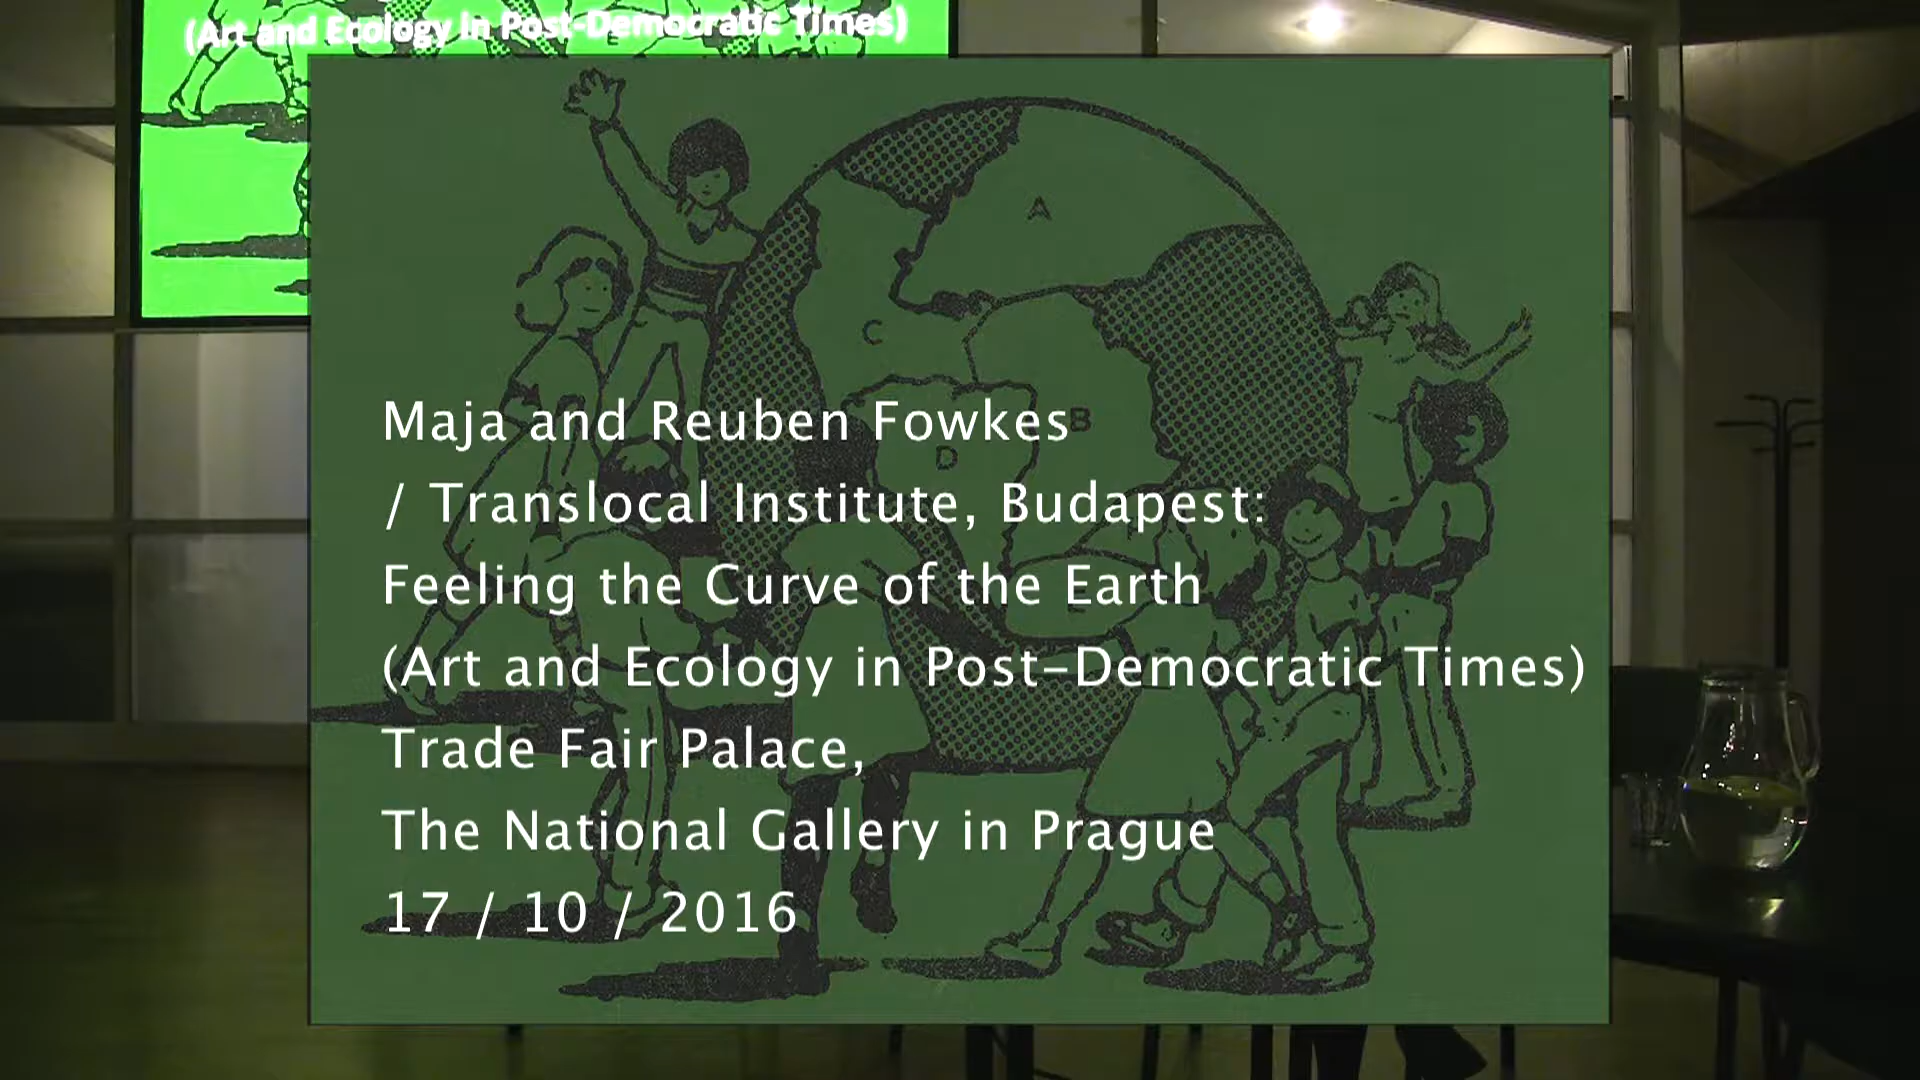 (Art and Ecology in Post-Democratic Times)
A
C
B
D
Maja and Reuben Fowkes
/ Translocal Institute, Budapest:
Feeling the Curve of the Earth
(Art and Ecology in Post-Democratic Times)
Trade Fair Palace,
The National Gallery in Prague
17 / 10 / 2016